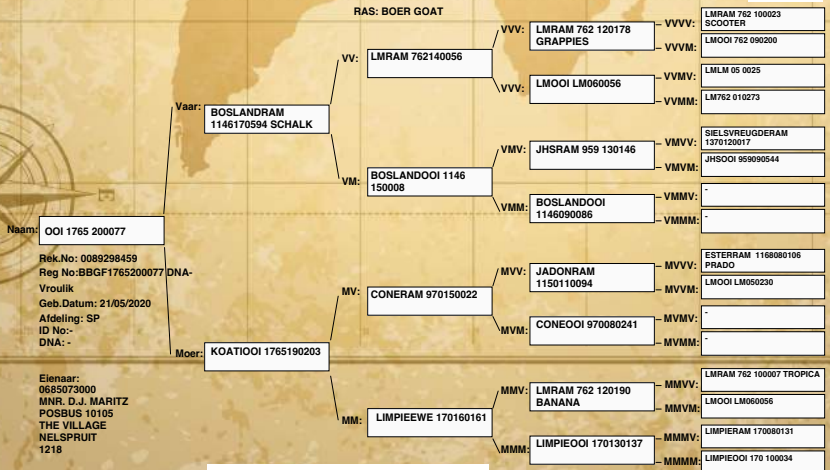 RAS: BOER GOAT
Naam:
OOI 1765 200077
Rek.No: 0089298459
Reg No:BBGF1765200077 DNA-
Vroulik
Geb.Datum: 21/05/2020
Afdeling: SP
ID No:-
DNA: -
Eienaar:
0685073000
MNR. D.J. MARITZ
POSBUS 10105
THE VILLAGE
NELSPRUIT
1218
Vaar:
BOSLANDRAM
1146170594 SCHALK
Moer:
KOATIOOI 1765190203
VV:
LMRAM 762140056
VM:
BOSLANDOOI 1146
150008
MV:
CONERAM 970150022
MM:
LIMPIEEWE 170160161
VVV:
LMRAM 762 120178
GRAPPIES
VVV:
LMOOI LM060056
VMV:
JHSRAM 959 130146
VMM:
BOSLANDOOI
1146090086
MVV:
JADONRAM
1150110094
MVM:
CONEOOI 970080241
MMV:
LMRAM 762 120190
BANANA
MMM:
LIMPIEOOI 170130137
VVVV:
LMRAM 762 100023
SCOOTER
VVVM:
LMOOI 762 090200
VVMV:
LMLM 05 0025
VVMM:
LM762 010273
VMVV:
SIELSVREUGDERAM
1370120017
VMVM:
JHSOOI 959090544
VMMV:
-
VMMM:
-
MVVV:
ESTERRAM 1168080106
PRADO
MVVM:
LMOOI LM050230
MVMV:
-
MVMM:
-
MMVV:
LMRAM 762 100007 TROPICA
MMVM:
LMOOI LM060056
MMMV:
LIMPIERAM 170080131
MMMM:
LIMPIEOOI 170 100034
E